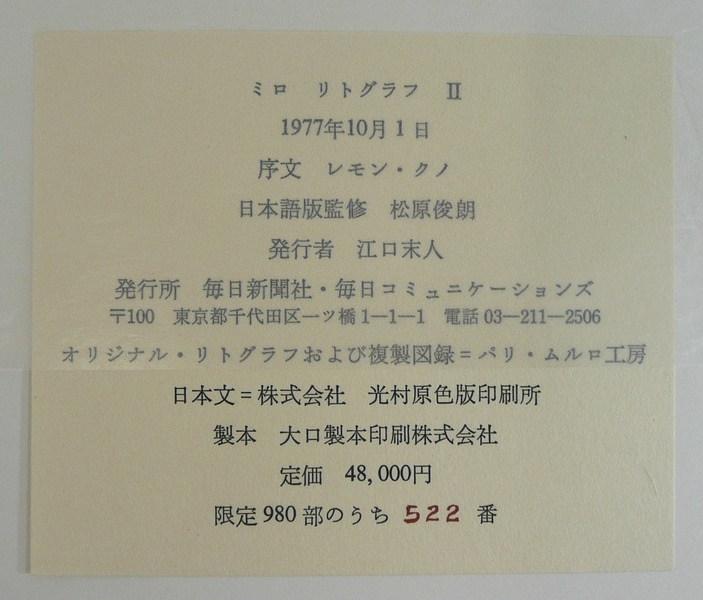 ミロ　リトグラフ　Ⅱ
1977年10月1日
序文　レモン・クノ
日本語版監修　松原俊朗
発行者　江口末人
発行所　毎日新聞社・毎日コミュニケーションズ
〒100　東京都千代田区一ツ橋1―1―1　電話03―211―2506
オリジナル・リトグラフおよび複製図録=パリ・ムルロ工房
日本文=株式会社　光村原色版印刷所
製本　大口製本印刷株式会社
定価　48,000円
限定980部のうち 522 番